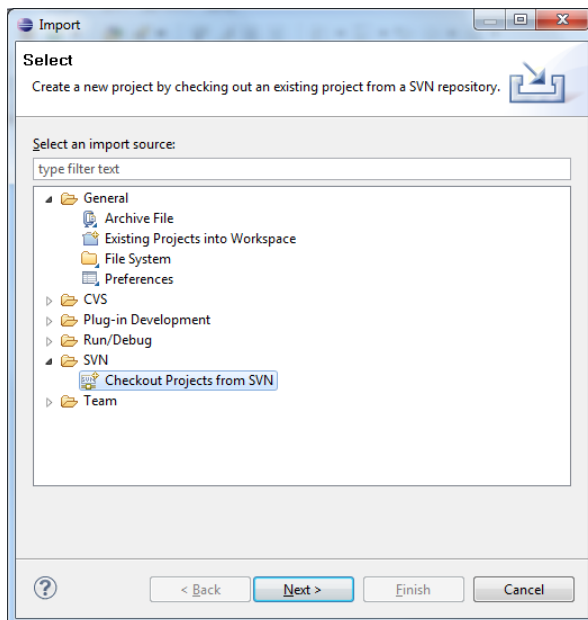 Import
Select
Create a new project by checking out an existing project from a SVN repository.
Select an import source:
type filter text
General
Archive File
Existing Projects into Workspace
File System
Preferences
CVS
Plug-in Development
Run/Debug
SVN
Checkout Projects from SVN
Team
? < Back Next > Finish Cancel